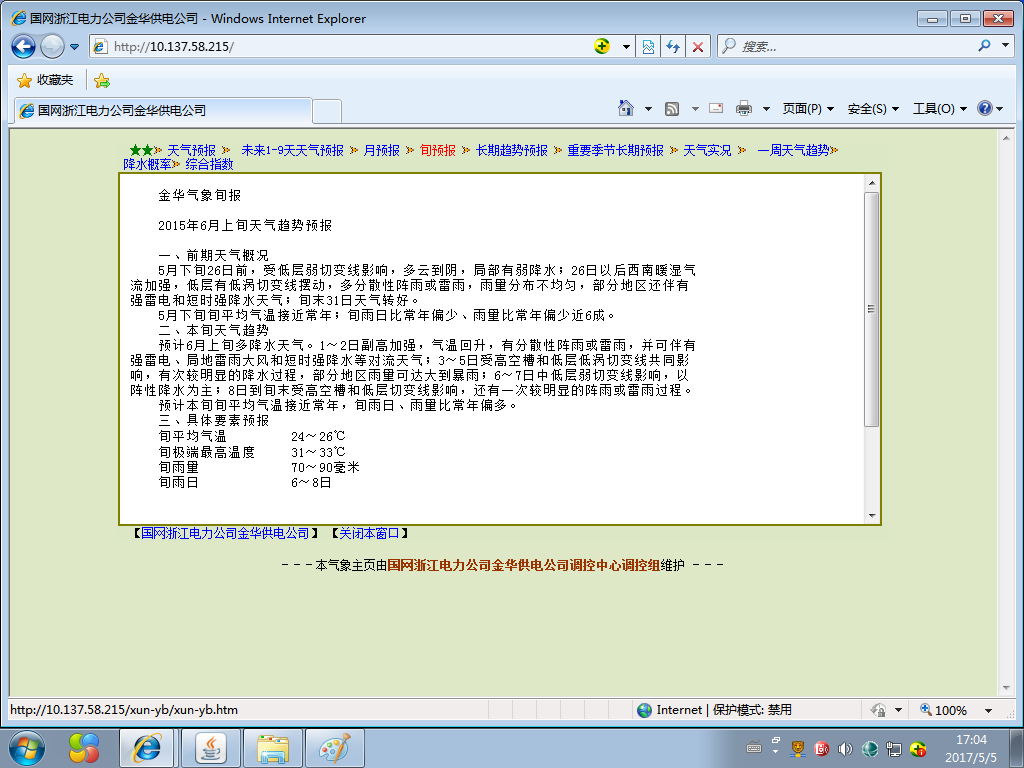 国网浙江电力公司金华供电公司 - Windows Internet Explorer
http://10.137.58.215/
搜索...
收藏夹
国网浙江电力公司金华供电公司
页面(P) 安全(S) 工具(O)
★★ 天气预报 未来1-9天天气预报 月预报 旬预报 长期趋势预报 重要季节长期预报 天气实况 一周天气趋势
降水概率 综合指数
金华气象旬报
2015年6月上旬天气趋势预报
一、前期天气概况
5月下旬26日前，受低层弱切变线影响，多云到阴，局部有弱降水；26日以后西南暖湿气
流加强，低层有低涡切变线摆动，多分散性阵雨或雷雨，雨量分布不均匀，部分地区还伴有
强雷电和短时强降水天气；旬末31日天气转好。
5月下旬旬平均气温接近常年；旬雨日比常年偏少、雨量比常年偏少近6成。
二、本旬天气趋势
预计6月上旬多降水天气。1～2日副高加强，气温回升，有分散性阵雨或雷雨，并可伴有
强雷电、局地雷雨大风和短时强降水等对流天气；3～5日受高空槽和低层低涡切变线共同影
响，有次较明显的降水过程，部分地区雨量可达大到暴雨；6～7日中低层弱切变线影响，以
阵性降水为主；8日到旬末受高空槽和低层切变线影响，还有一次较明显的阵雨或雷雨过程。
预计本旬旬平均气温接近常年，旬雨日、雨量比常年偏多。
三、具体要素预报
旬平均气温 24～26℃
旬极端最高温度 31～33℃
旬雨量 70～90毫米
旬雨日 6～8日
【国网浙江电力公司金华供电公司】 【关闭本窗口】
- - - 本气象主页由国网浙江电力公司金华供电公司调控中心调控组维护 - - -
http://10.137.58.215/xun-yb/xun-yb.htm
Internet | 保护模式: 禁用
100%
17:04
2017/5/5